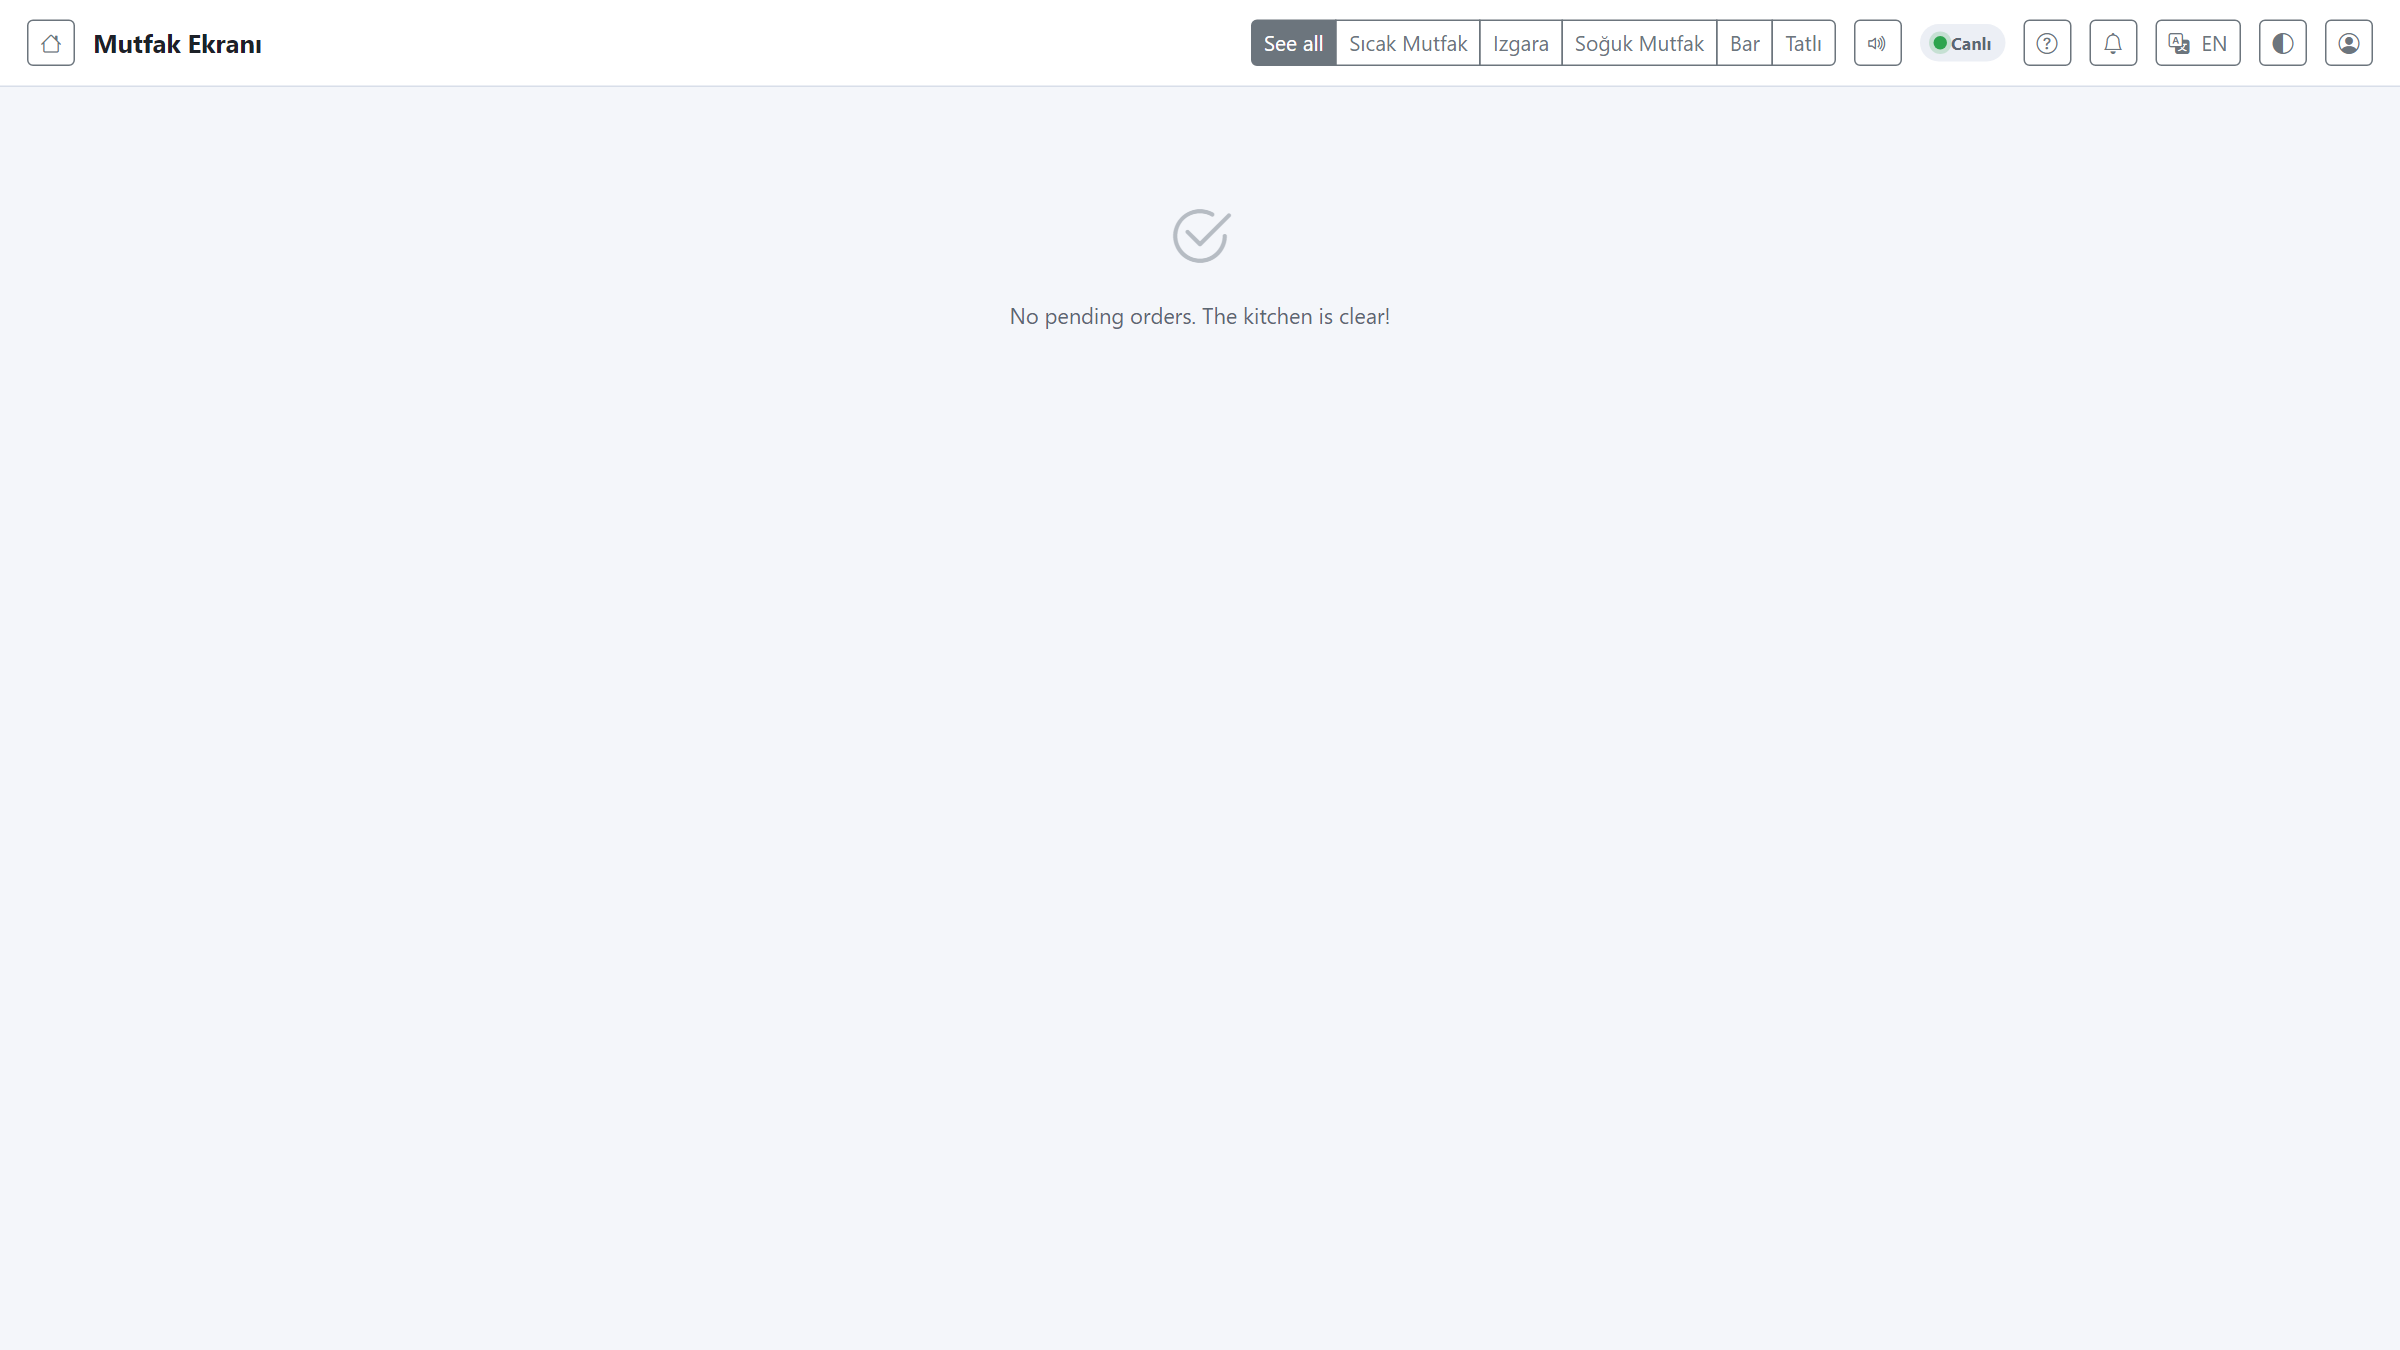 Mutfak Ekranı
See all Sıcak Mutfak Izgara Soğuk Mutfak Bar Tatlı Canlı EN
No pending orders. The kitchen is clear!